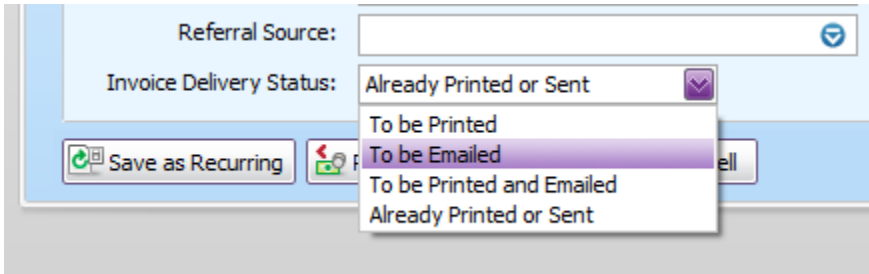 Referral Source:
Invoice Delivery Status: Already Printed or Sent
To be Printed
To be Emailed
To be Printed and Emailed
Already Printed or Sent
Save as Recurring